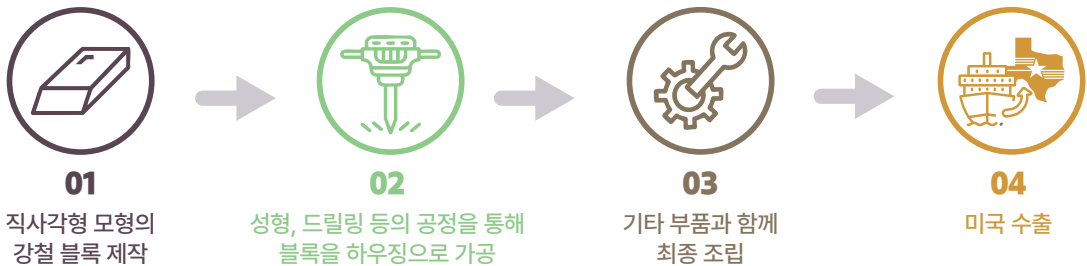 01
직사각형 모형의
강철 블록 제작
02
성형, 드릴링 등의 공정을 통해
블록을 하우징으로 가공
03
기타 부품과 함께
최종 조립
04
미국 수출